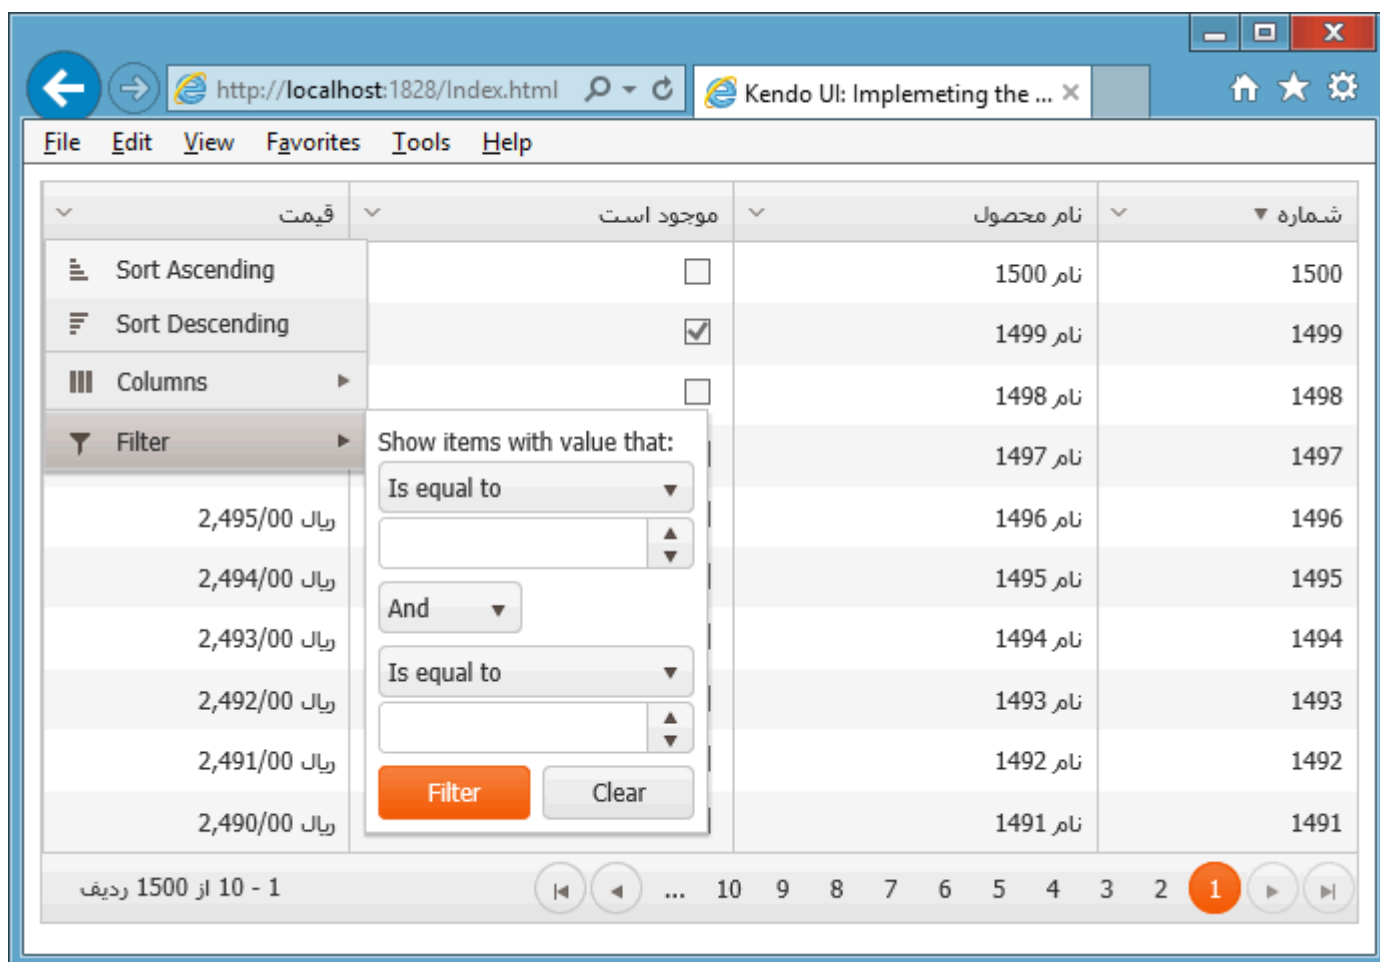 http://localhost:1828/Index.html
Kendo UI: Implemeting the ...
File Edit View Favorites Tools Help
شماره نام محصول موجود است قیمت
1500 نام 1500
1499 نام 1499
1498 نام 1498
1497 نام 1497
1496 نام 1496 ریال 2,495/00
1495 نام 1495 ریال 2,494/00
1494 نام 1494 ریال 2,493/00
1493 نام 1493 ریال 2,492/00
1492 نام 1492 ریال 2,491/00
1491 نام 1491 ریال 2,490/00
Sort Ascending
Sort Descending
Columns
Filter
Show items with value that:
Is equal to
And
Is equal to
Filter Clear
1 2 3 4 5 6 7 8 9 10 ...
1 - 10 از 1500 ردیف